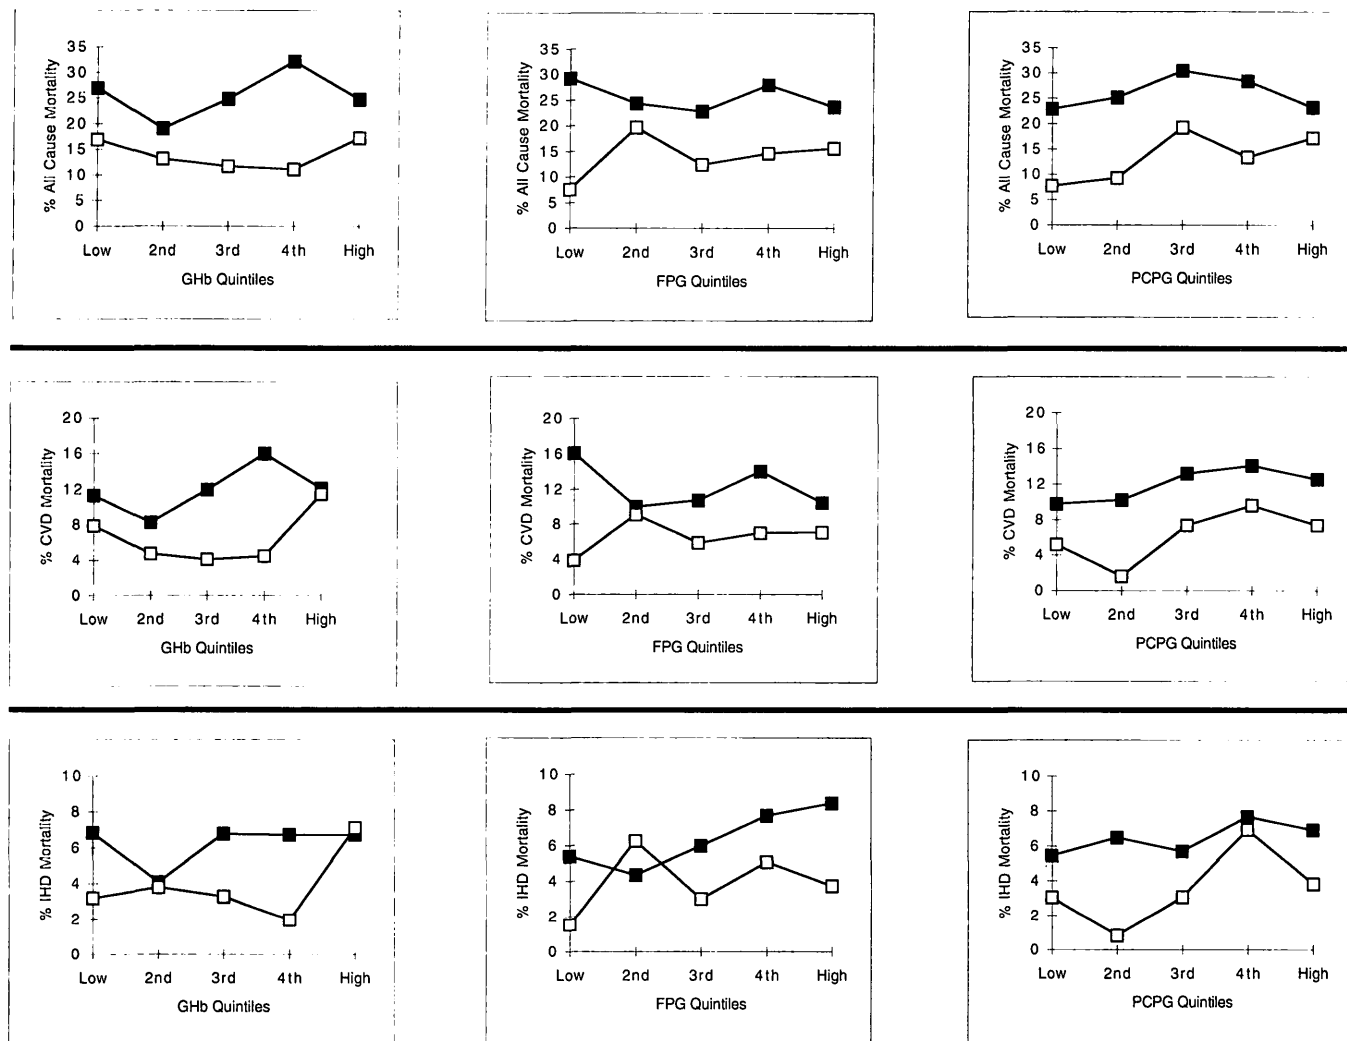 % All Cause Mortality
35
30
25
20
15
10
5
0
Low 2nd 3rd 4th High
GHb Quintiles
% All Cause Mortality
35
30
25
20
15
10
5
0
Low 2nd 3rd 4th High
FPG Quintiles
% All Cause Mortality
35
30
25
20
15
10
5
0
Low 2nd 3rd 4th High
PCPG Quintiles
% CVD Mortality
20
16
12
8
4
0
Low 2nd 3rd 4th High
GHb Quintiles
% CVD Mortality
20
16
12
8
4
0
Low 2nd 3rd 4th High
FPG Quintiles
% CVD Mortality
20
16
12
8
4
0
Low 2nd 3rd 4th High
PCPG Quintiles
% IHD Mortality
10
8
6
4
2
0
Low 2nd 3rd 4th High
GHb Quintiles
% IHD Mortality
10
8
6
4
2
0
Low 2nd 3rd 4th High
FPG Quintiles
% IHD Mortality
10
8
6
4
2
0
Low 2nd 3rd 4th High
PCPG Quintiles